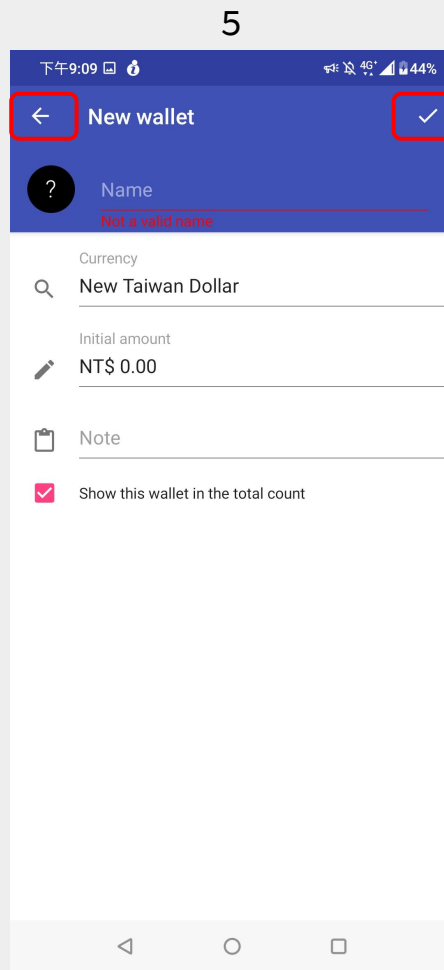 5
下午9:09 4G+ 44%
New wallet
?
Name
Not a valid name
Currency
New Taiwan Dollar
Initial amount
NT$ 0.00
Note
Show this wallet in the total count